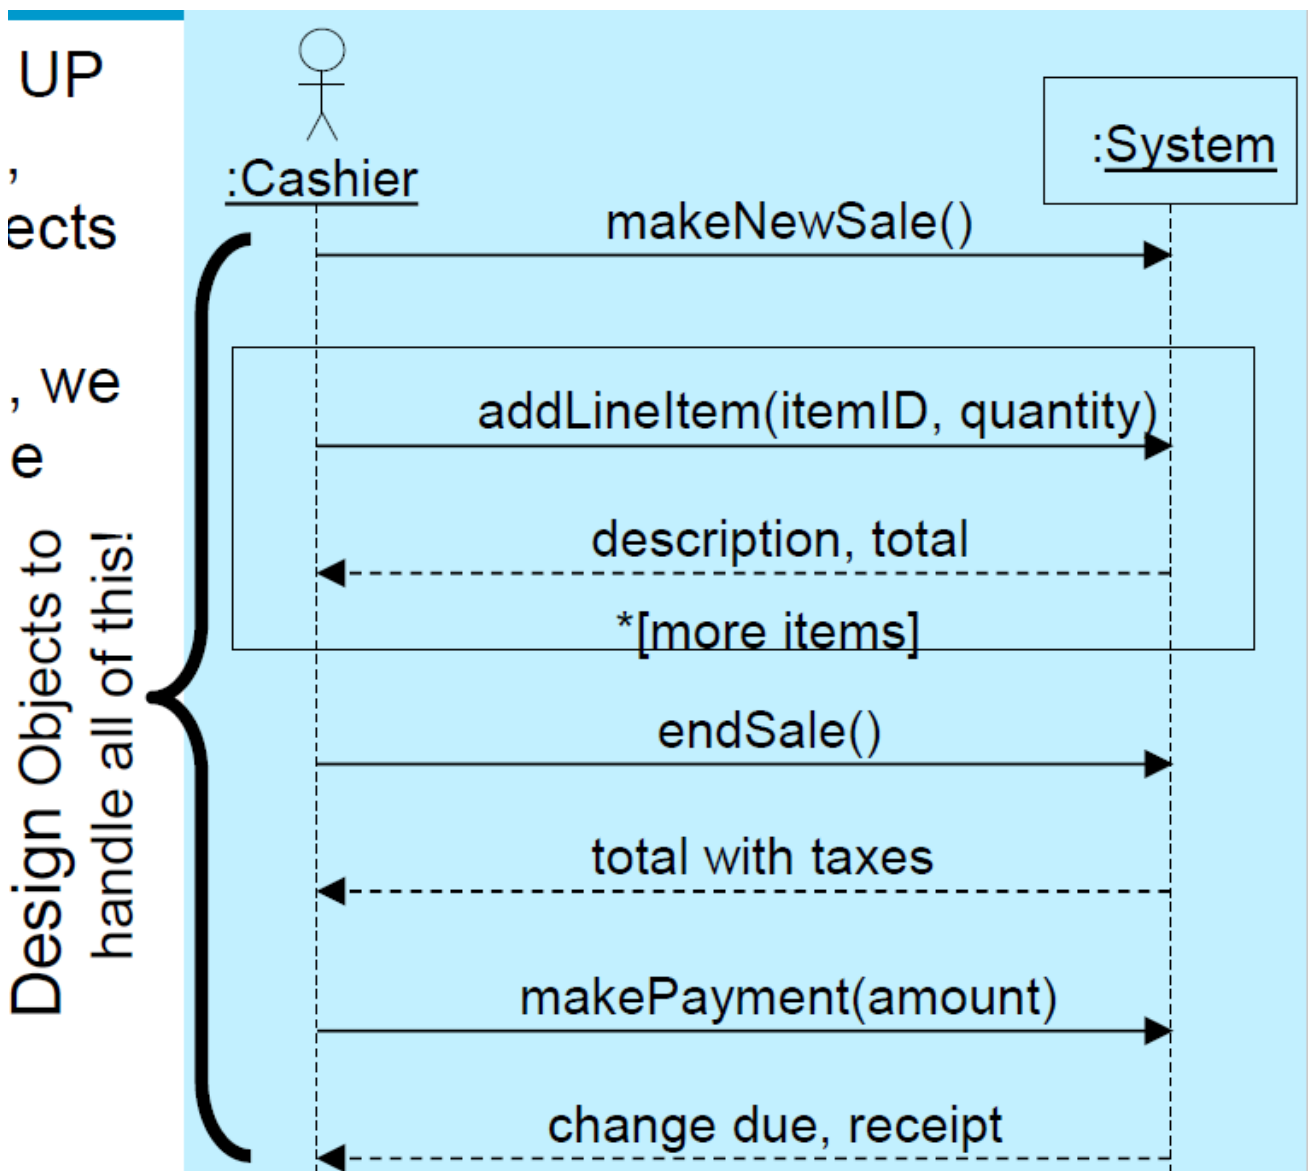 UP
,
ects
, we
e
Design Objects to
handle all of this!
:Cashier
:System
makeNewSale()
addLineItem(itemID, quantity)
description, total
*[more items]
endSale()
total with taxes
makePayment(amount)
change due, receipt